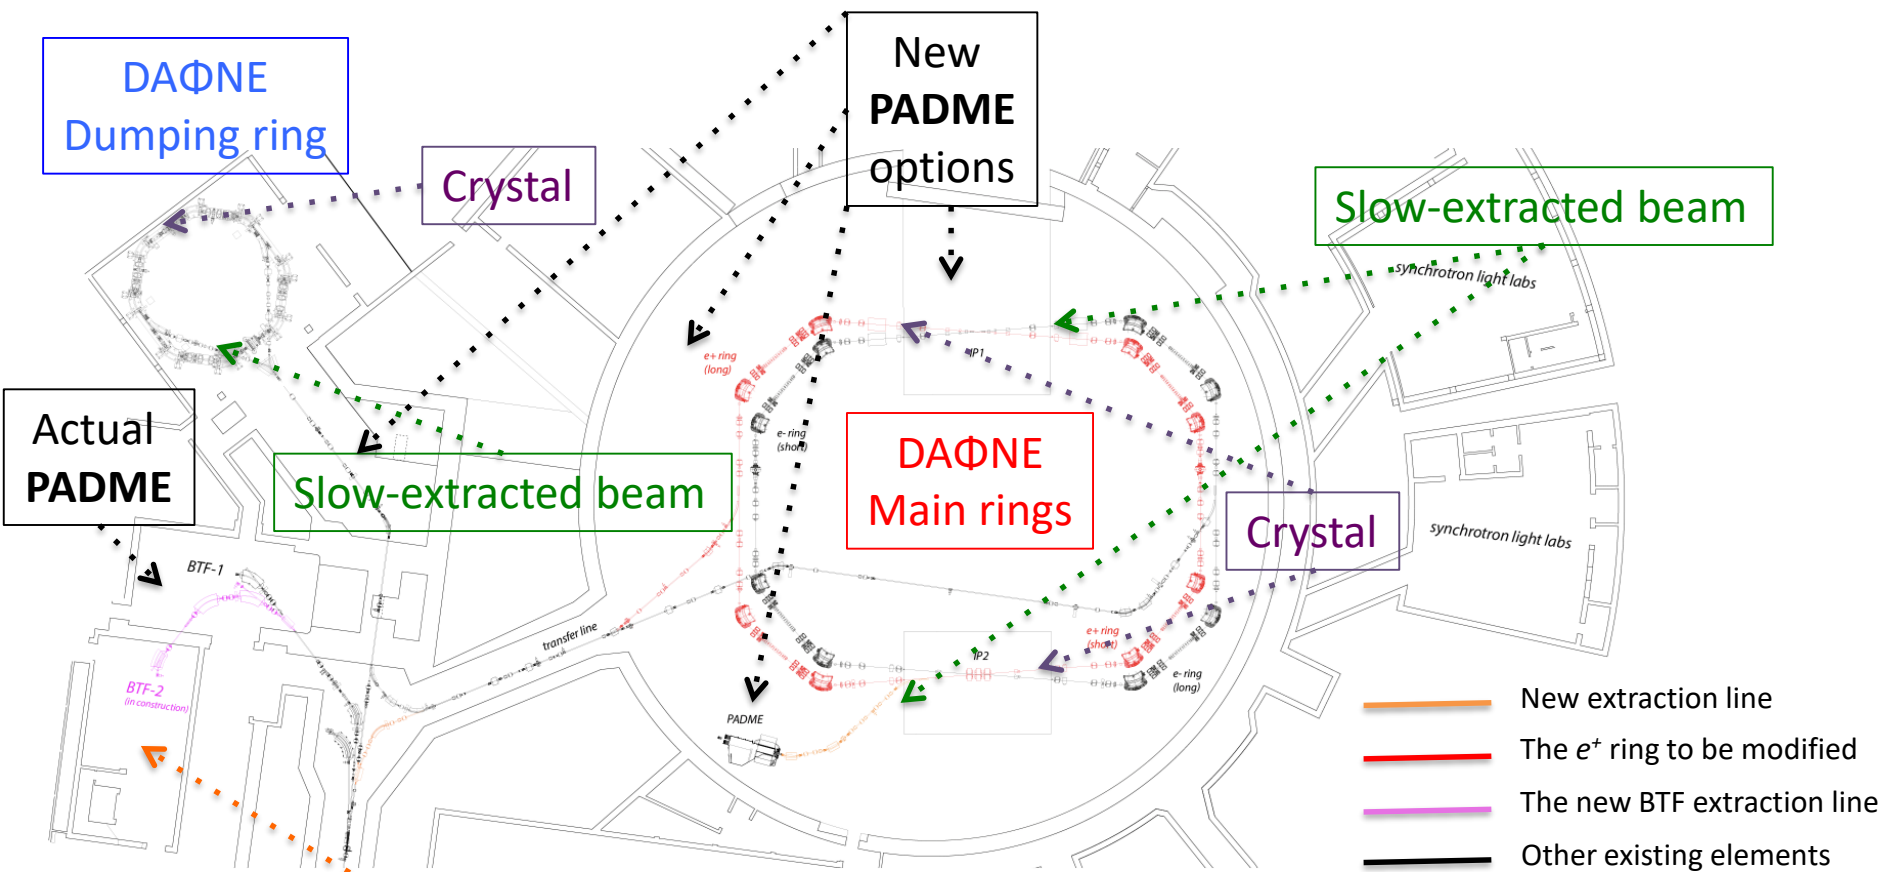 DAΦNE
Dumping ring
Crystal
New
PADME
options
Slow-extracted beam
synchrotron light labs
e+ ring
(long)
IP1
e- ring
(short)
DAΦNE
Main rings
Actual
PADME
Slow-extracted beam
Crystal
synchrotron light labs
BTF-1
transfer line
e+ ring
(short)
IP2
e- ring
(long)
BTF-2
(in construction)
PADME
New extraction line
The e⁺ ring to be modified
The new BTF extraction line
Other existing elements